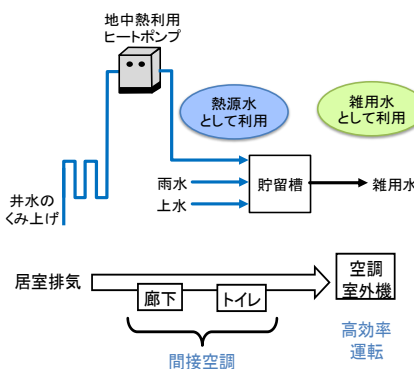 地中熱利用
ヒートポンプ
熱源水
として利用
雑用水
として利用
井水の
くみ上げ
雨水
上水
貯留槽
雑用水
居室排気
廊下
トイレ
空調
室外機
間接空調
高効率
運転